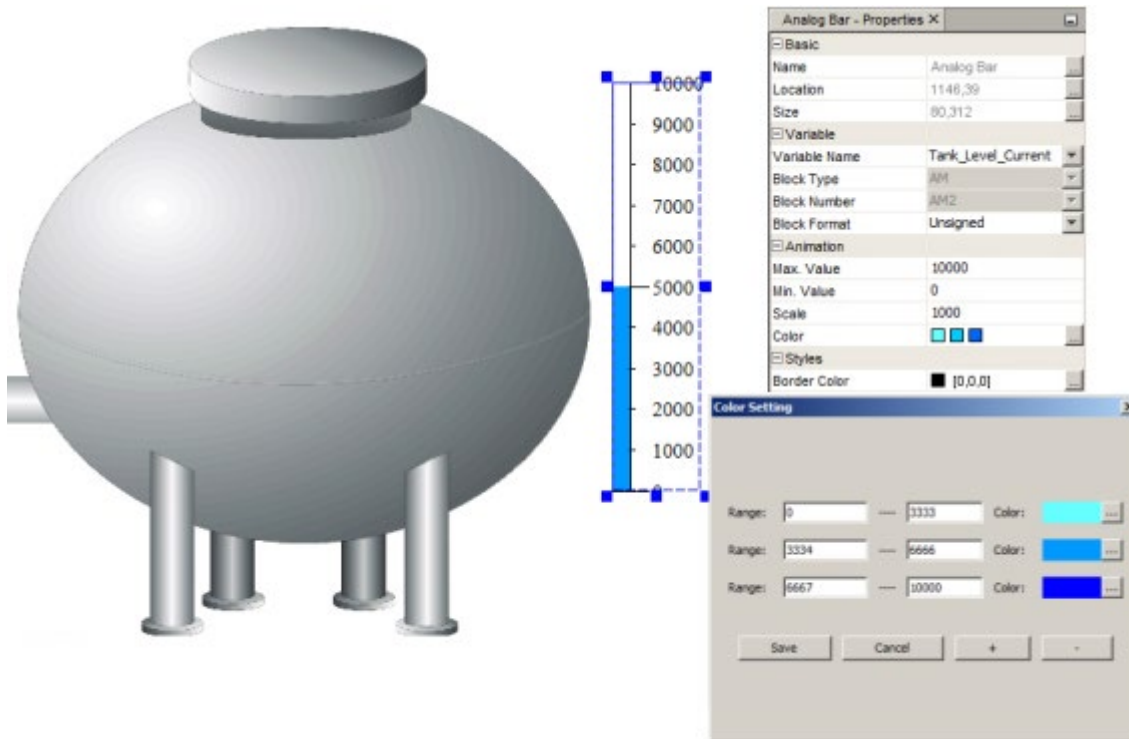 10000
9000
8000
7000
6000
5000
4000
3000
2000
1000
0
Analog Bar - Properties
Basic
Name Analog Bar ...
Location 1146,39 ...
Size 80,312 ...
Variable
Variable Name Tank_Level_Current
Block Type AM
Block Number AM2
Block Format Unsigned
Animation
Max. Value 10000
Min. Value 0
Scale 1000
Color ...
Styles
Border Color [0,0,0] ...
Color Setting
Range: 0 ---- 3333 Color: ...
Range: 3334 ---- 6666 Color: ...
Range: 6667 ---- 10000 Color: ...
Save Cancel + -